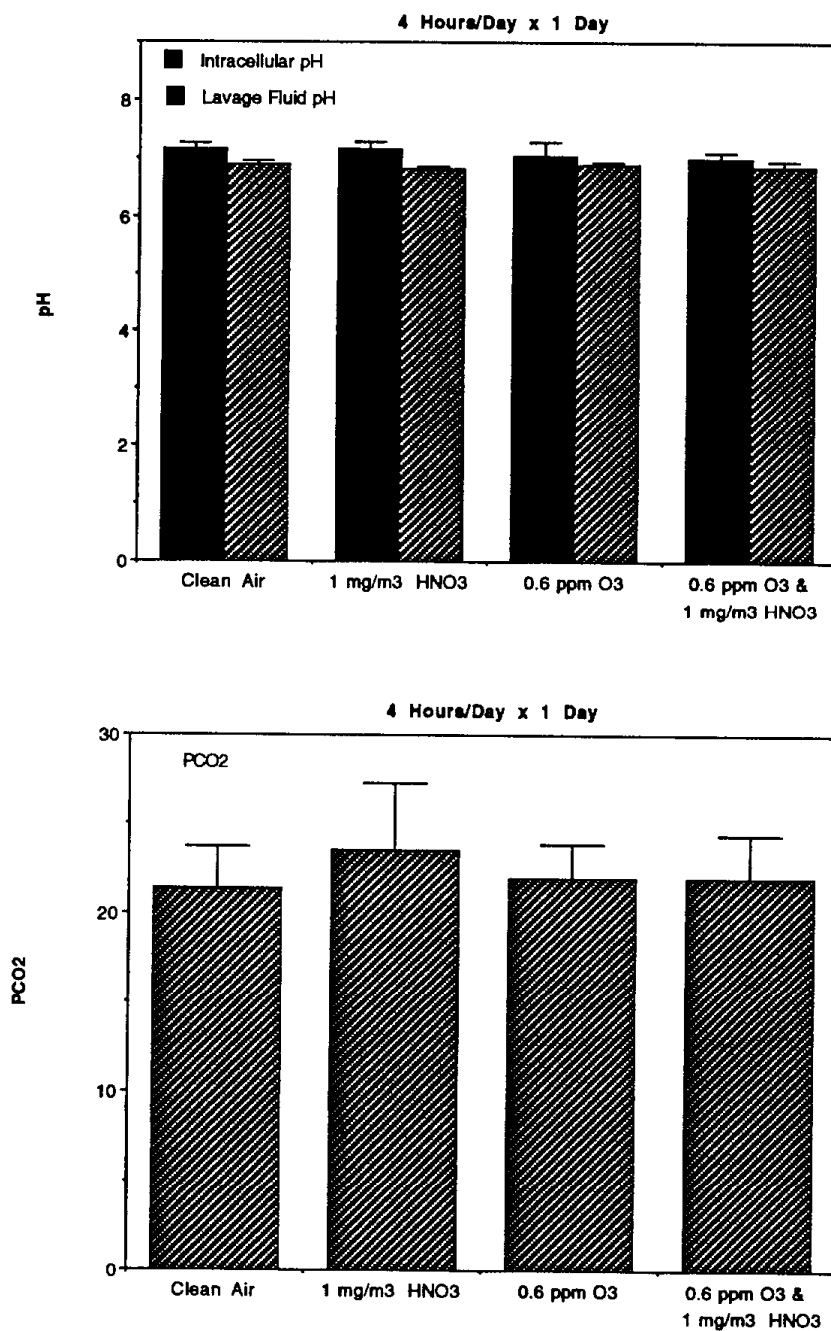 4 Hours/Day x 1 Day
Intracellular pH
Lavage Fluid pH
8
6
4
2
0
pH
Clean Air
1 mg/m3 HNO3
0.6 ppm O3
0.6 ppm O3 &
1 mg/m3 HNO3
4 Hours/Day x 1 Day
PCO2
30
20
10
0
PCO2
Clean Air
1 mg/m3 HNO3
0.6 ppm O3
0.6 ppm O3 &
1 mg/m3 HNO3